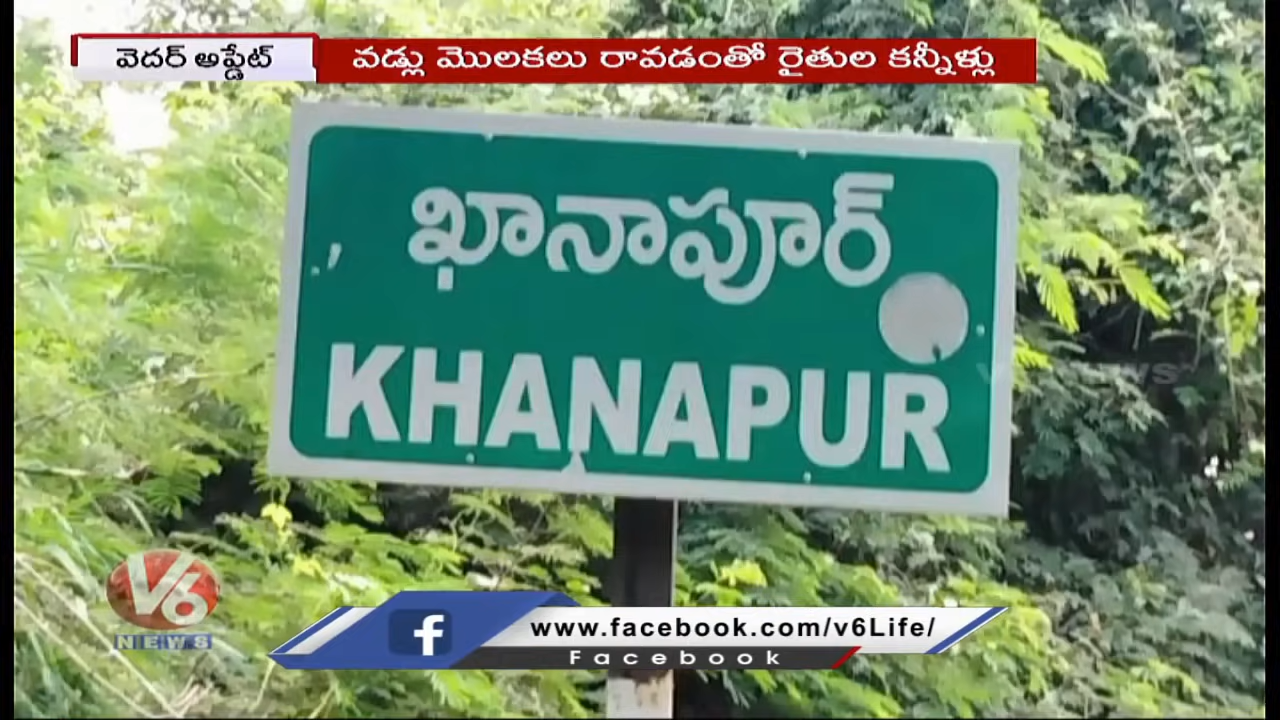 వెదర్ అప్డేట్
వడ్లు మొలకలు రావడంతో రైతుల కన్నీళ్లు
ఖానాపూర్
KHANAPUR
V6
NEWS
www.facebook.com/v6Life/
Facebook